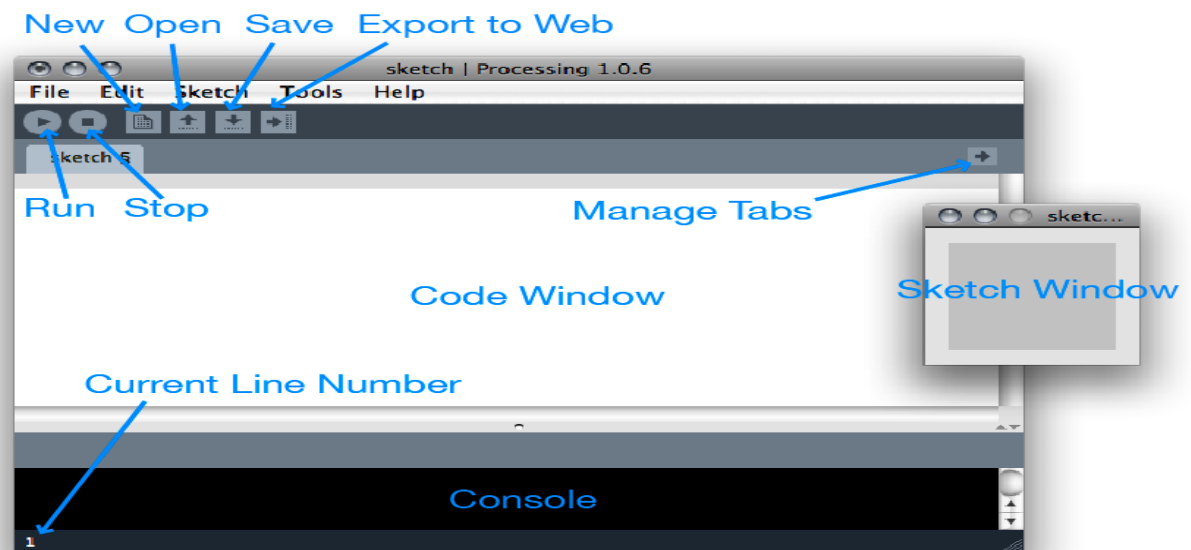 New Open Save Export to Web
sketch | Processing 1.0.6
File Edit Sketch Tools Help
sketch §
Run Stop
Manage Tabs
sketc...
Code Window
Sketch Window
Current Line Number
Console
1